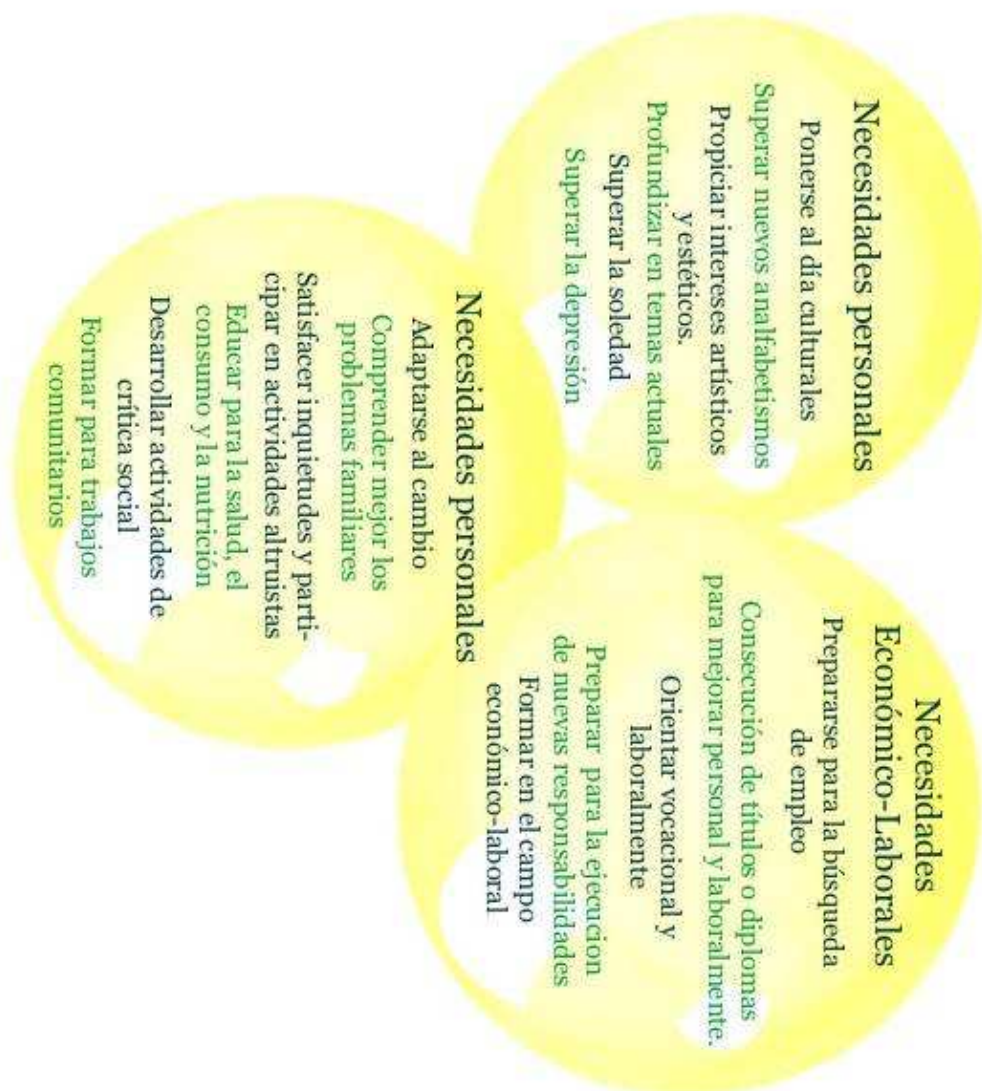 Necesidades personales
Ponerse al día culturales
Superar nuevos analfabetismos
Propiciar intereses artísticos
y estéticos.
Profundizar en temas actuales
Superar la soledad
Superar la depresión
Necesidades
Económico-Laborales
Prepararse para la búsqueda
de empleo
Consecución de títulos o diplomas
para mejorar personal y laboralmente.
Orientar vocacional y
laboralmente
Preparar para la ejecucion
de nuevas responsabilidades
Formar en el campo
económico-laboral
Necesidades personales
Adaptarse al cambio
Comprender mejor los
problemas familiares
Satisfacer inquietudes y parti-
cipar en actividades altruistas
Educar para la salud, el
consuno y la nutrición
Desarrollar actividades de
crítica social
Formar para trabajos
comunitarios